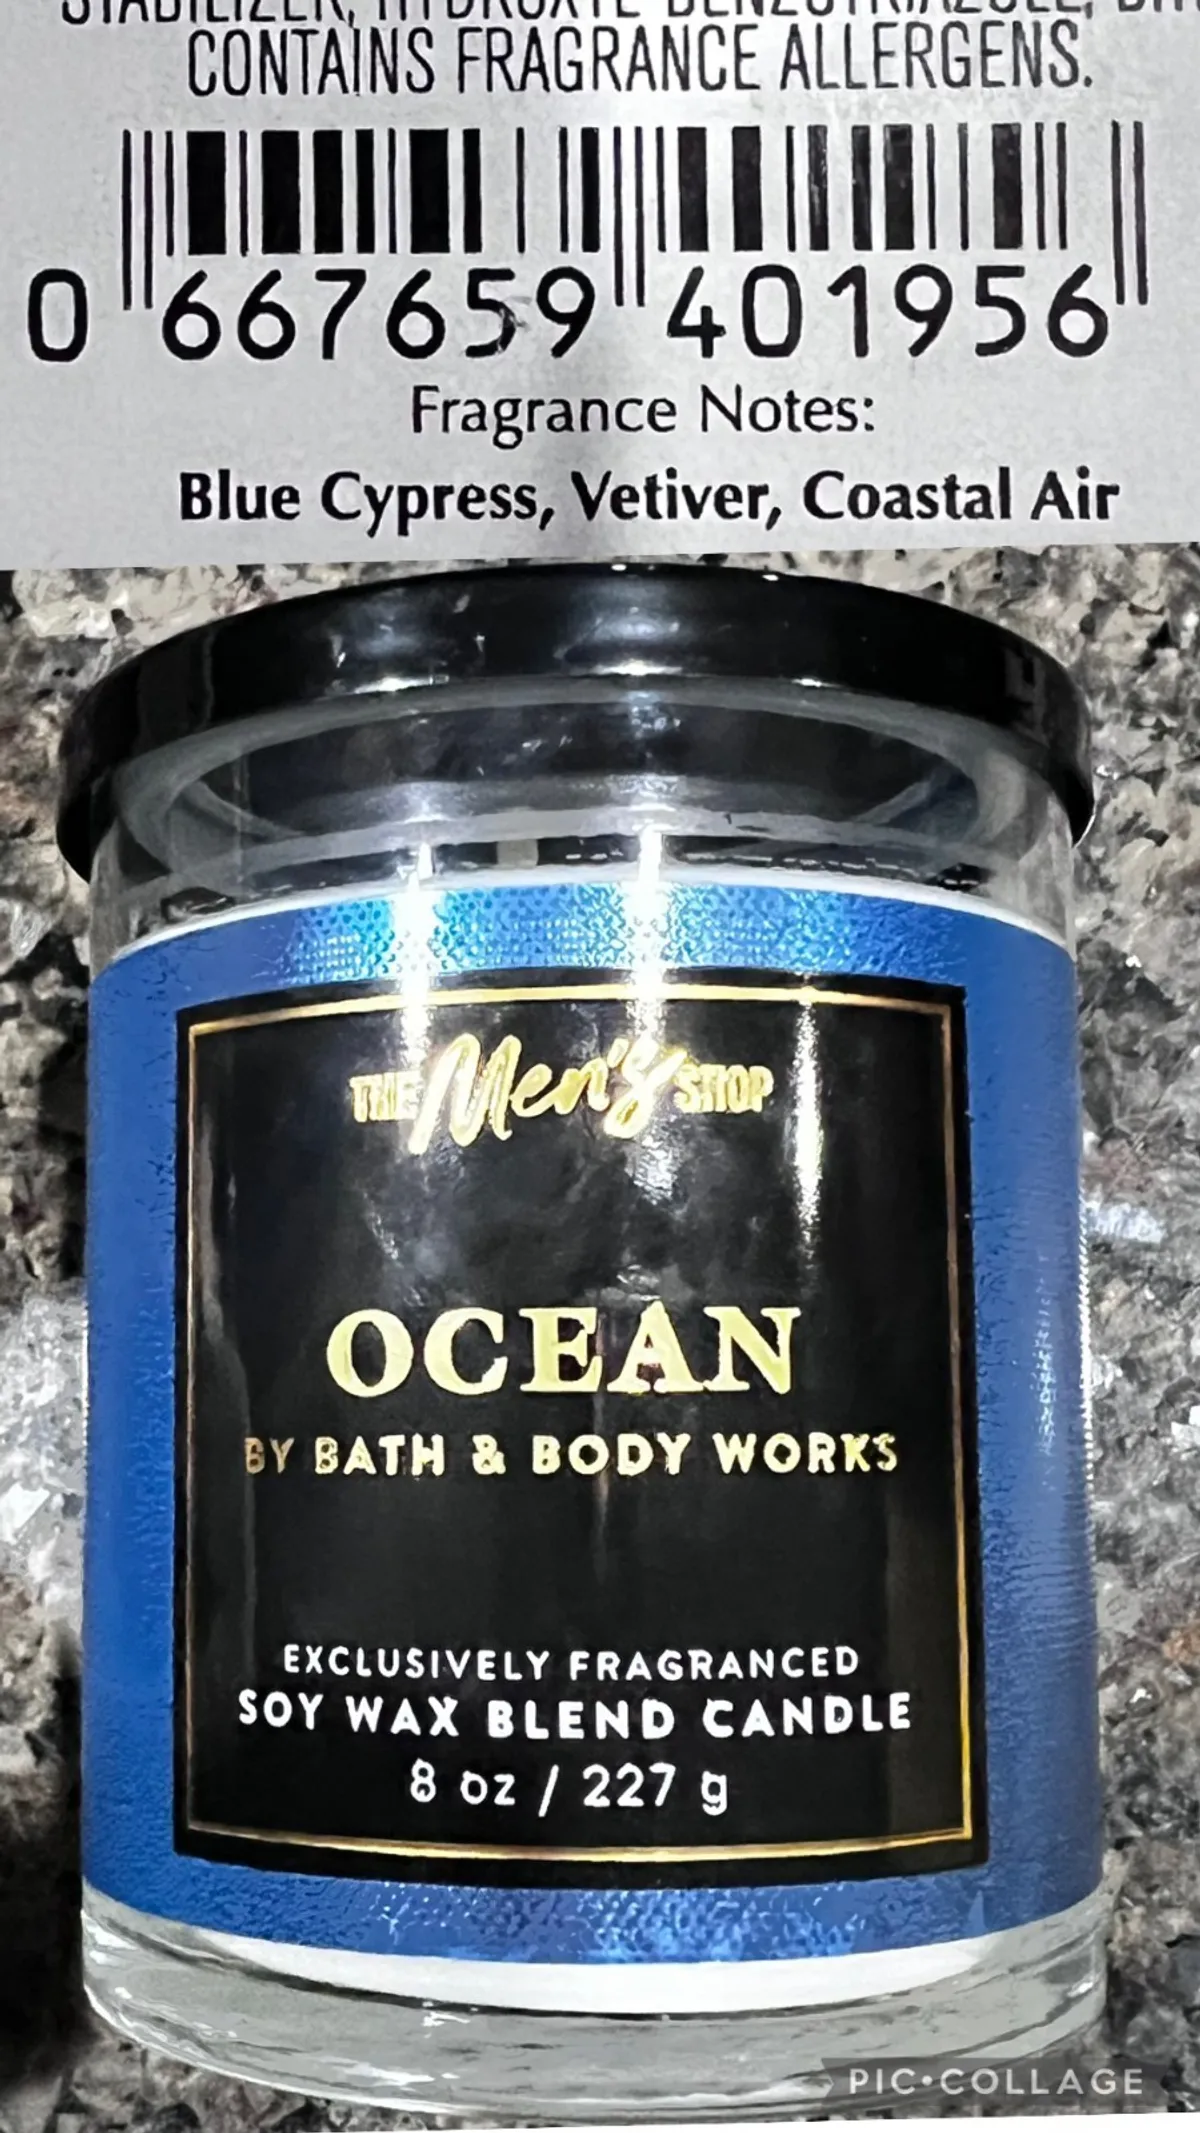 CONTAINS FRAGRANCE ALLERGENS.
0 667659 401956
Fragrance Notes:
Blue Cypress, Vetiver, Coastal Air
THE Men's SHOP
OCEAN
BY BATH & BODY WORKS
EXCLUSIVELY FRAGRANCED
SOY WAX BLEND CANDLE
8 oz / 227 g
PIC•COLLAGE